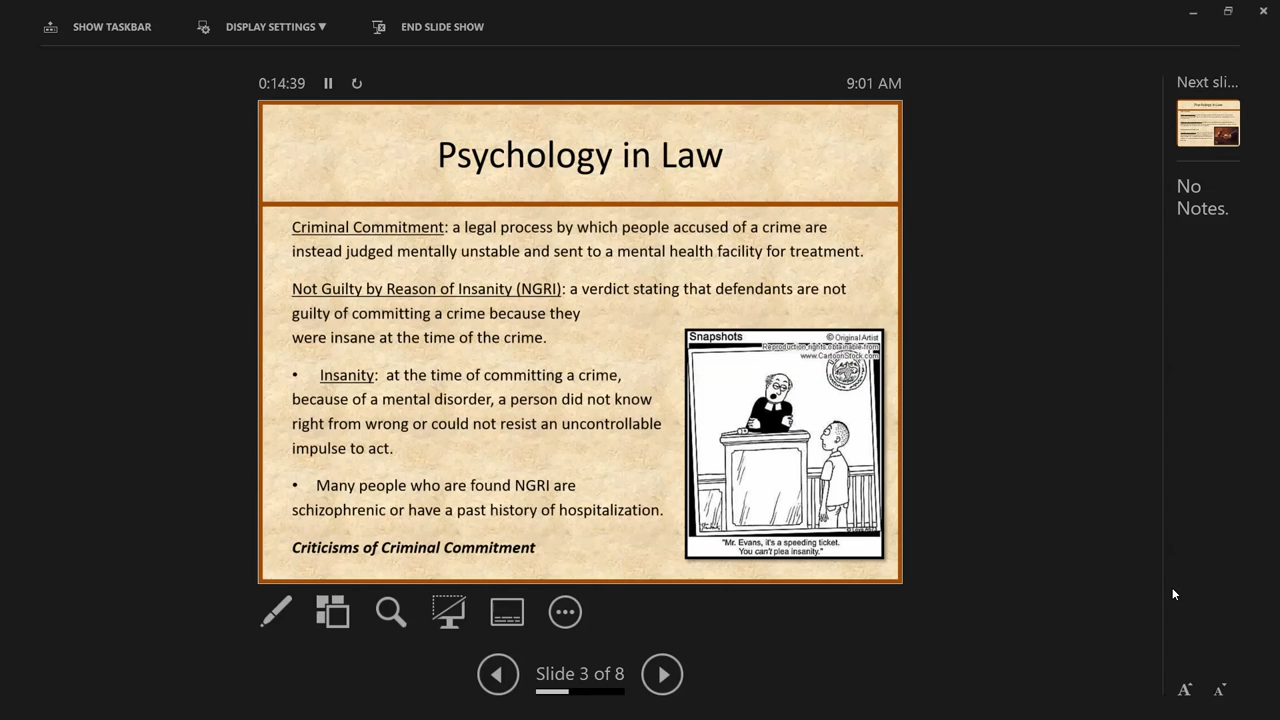 SHOW TASKBAR
DISPLAY SETTINGS ▼
END SLIDE SHOW
0:14:39
9:01 AM
Psychology in Law
Criminal Commitment: a legal process by which people accused of a crime are
instead judged mentally unstable and sent to a mental health facility for treatment.
Not Guilty by Reason of Insanity (NGRI): a verdict stating that defendants are not
guilty of committing a crime because they
were insane at the time of the crime.
• Insanity: at the time of committing a crime,
because of a mental disorder, a person did not know
right from wrong or could not resist an uncontrollable
impulse to act.
• Many people who are found NGRI are
schizophrenic or have a past history of hospitalization.
Criticisms of Criminal Commitment
Snapshots
© Original Artist
Reproduction rights obtainable from
www.CartoonStock.com
"Mr. Evans, it's a speeding ticket.
You can't plea insanity."
Slide 3 of 8
Next sli...
Psychology in Law
No
Notes.
A A